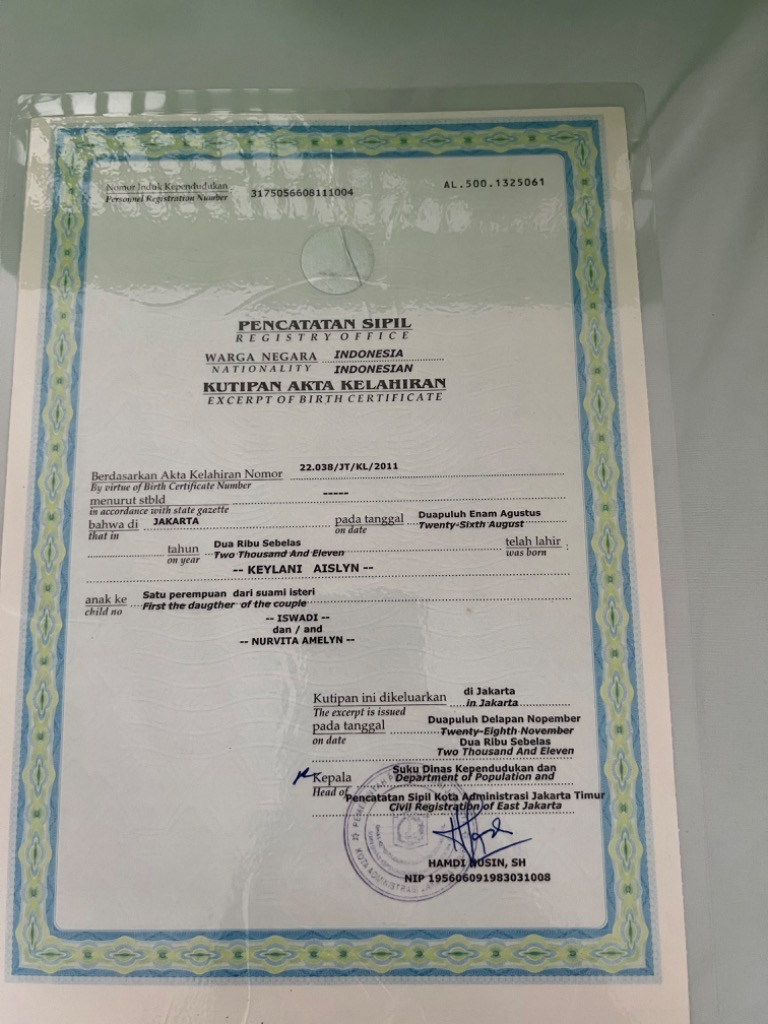 Nomor Induk Kependudukan 3175056608111004 AL.500.1325061
Personnel Registration Number
PENCATATAN SIPIL
REGISTRY OFFICE
WARGA NEGARA INDONESIA
NATIONALITY INDONESIAN
KUTIPAN AKTA KELAHIRAN
EXCERPT OF BIRTH CERTIFICATE
Berdasarkan Akta Kelahiran Nomor 22.038/JT/KL/2011
By virtue of Birth Certificate Number
menurut stbld -----
in accordance with state gazette
bahwa di JAKARTA pada tanggal Duapuluh Enam Agustus
that in on date Twenty-Sixth August
tahun Dua Ribu Sebelas telah lahir :
on year Two Thousand And Eleven was born
-- KEYLANI AISLYN --
anak ke Satu perempuan dari suami isteri
child no First the daugther of the couple
-- ISWADI --
dan / and
-- NURVITA AMELYN --
Kutipan ini dikeluarkan di Jakarta
The excerpt is issued in Jakarta
pada tanggal Duapuluh Delapan Nopember
on date Twenty-Eighth November
Dua Ribu Sebelas
Two Thousand And Eleven
Kepala Suku Dinas Kependudukan dan
Head of Department of Population and
Pencatatan Sipil Kota Administrasi Jakarta Timur
Civil Registration of East Jakarta
HAMDI HUSIN, SH
NIP 195606091983031008